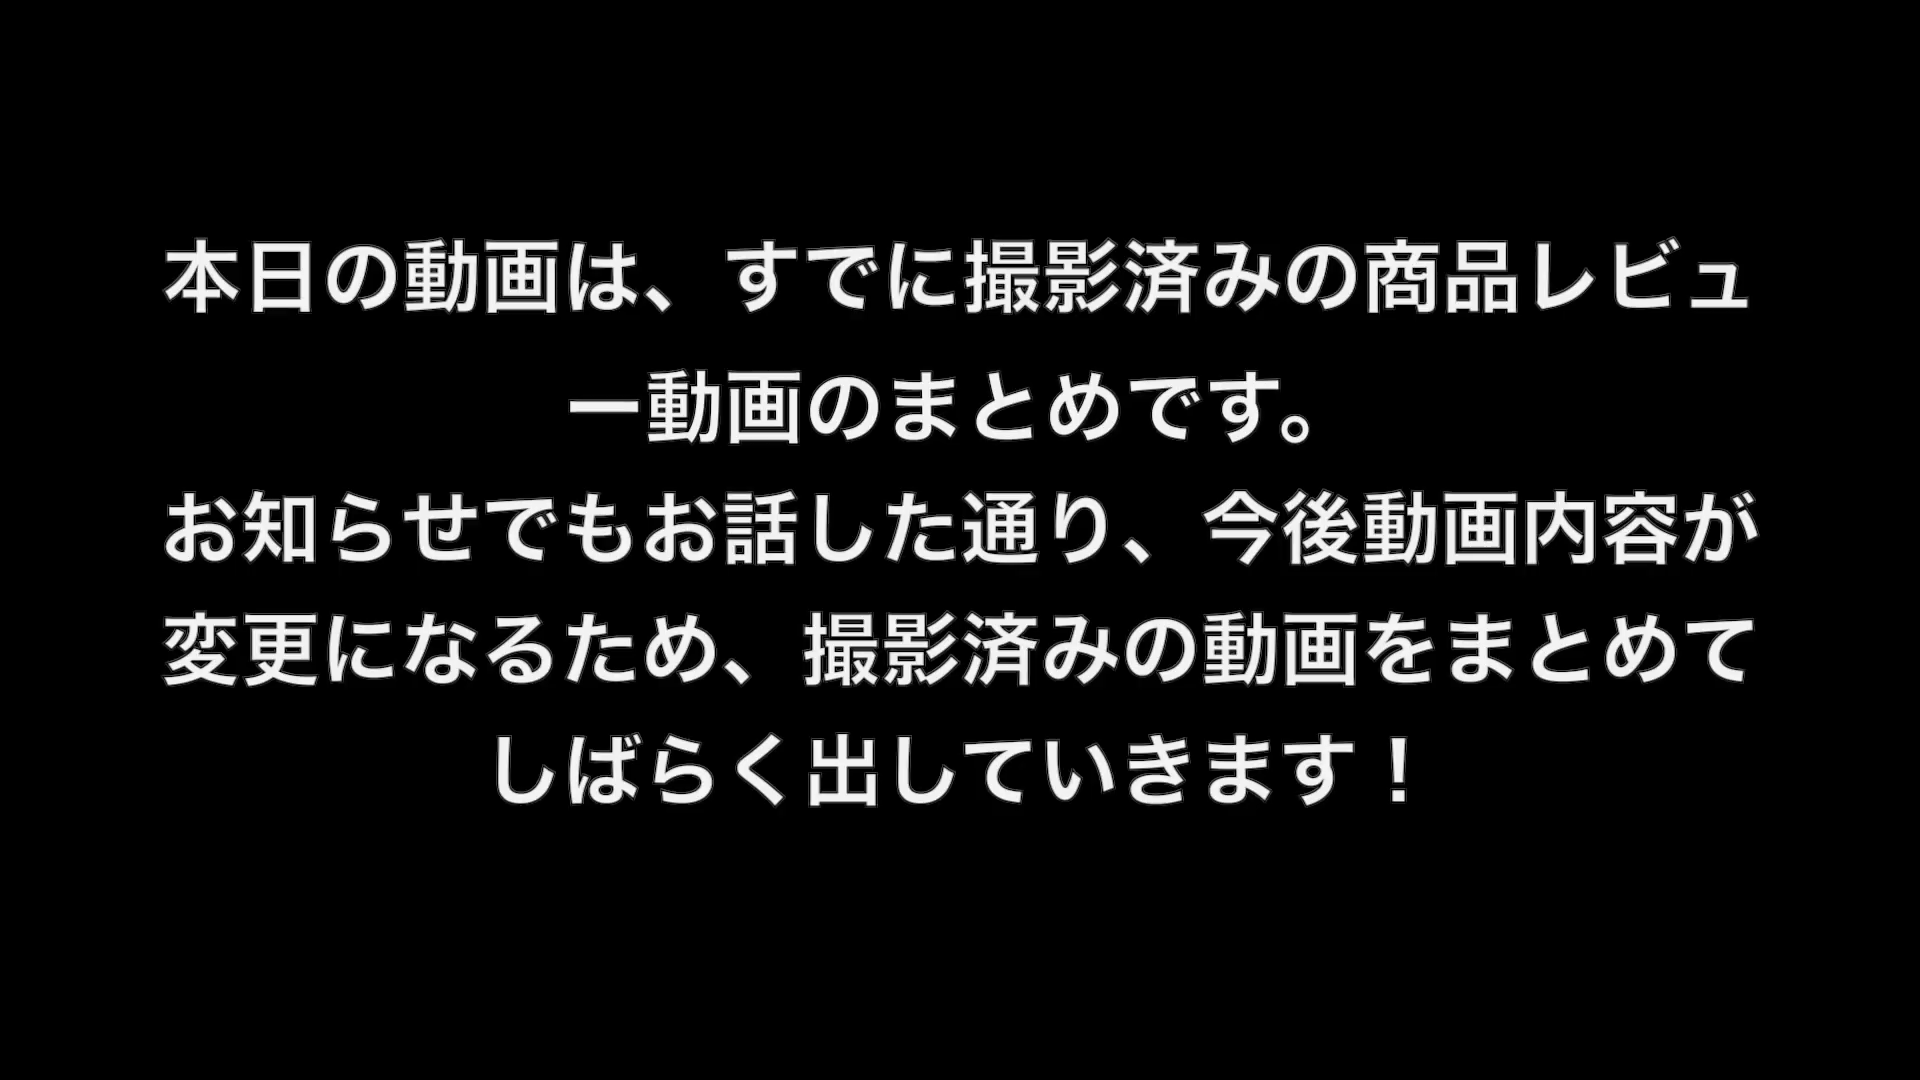 本日の動画は、すでに撮影済みの商品レビュ
ー動画のまとめです。
お知らせでもお話した通り、今後動画内容が
変更になるため、撮影済みの動画をまとめて
しばらく出していきます！